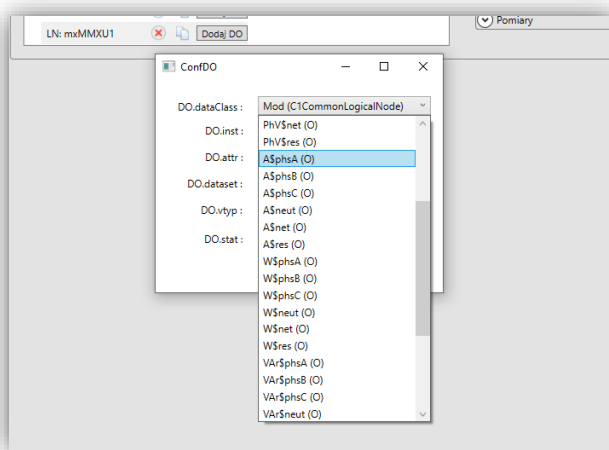 Pomiary
LN: mxMMXU1
Dodaj DO
ConfDO
DO.dataClass :
Mod (C1CommonLogicalNode)
DO.inst :
DO.attr :
DO.dataset :
DO.vtyp :
DO.stat :
PhV$net (O)
PhV$res (O)
A$phsA (O)
A$phsB (O)
A$phsC (O)
A$neut (O)
A$net (O)
A$res (O)
W$phsA (O)
W$phsB (O)
W$phsC (O)
W$neut (O)
W$net (O)
W$res (O)
VAr$phsA (O)
VAr$phsB (O)
VAr$phsC (O)
VAr$neut (O)